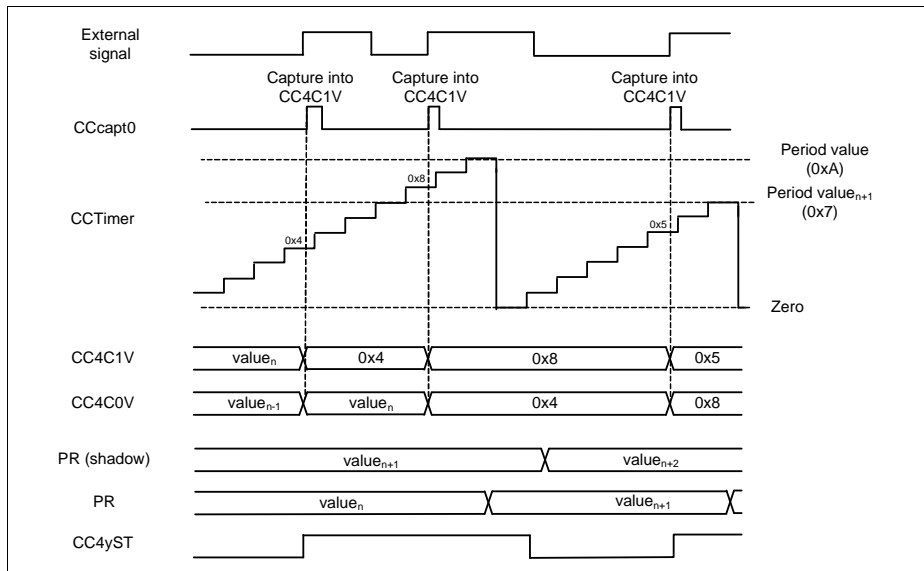 External
signal
Capture into
CC4C1V
Capture into
CC4C1V
Capture into
CC4C1V
CCcapt0
Period value
(0xA)
Period valuen+1
(0x7)
CCTimer
0x4
0x8
0x5
Zero
CC4C1V
valuen
0x4
0x8
0x5
CC4C0V
valuen-1
valuen
0x4
0x8
PR (shadow)
valuen+1
valuen+2
PR
valuen
valuen+1
CC4yST